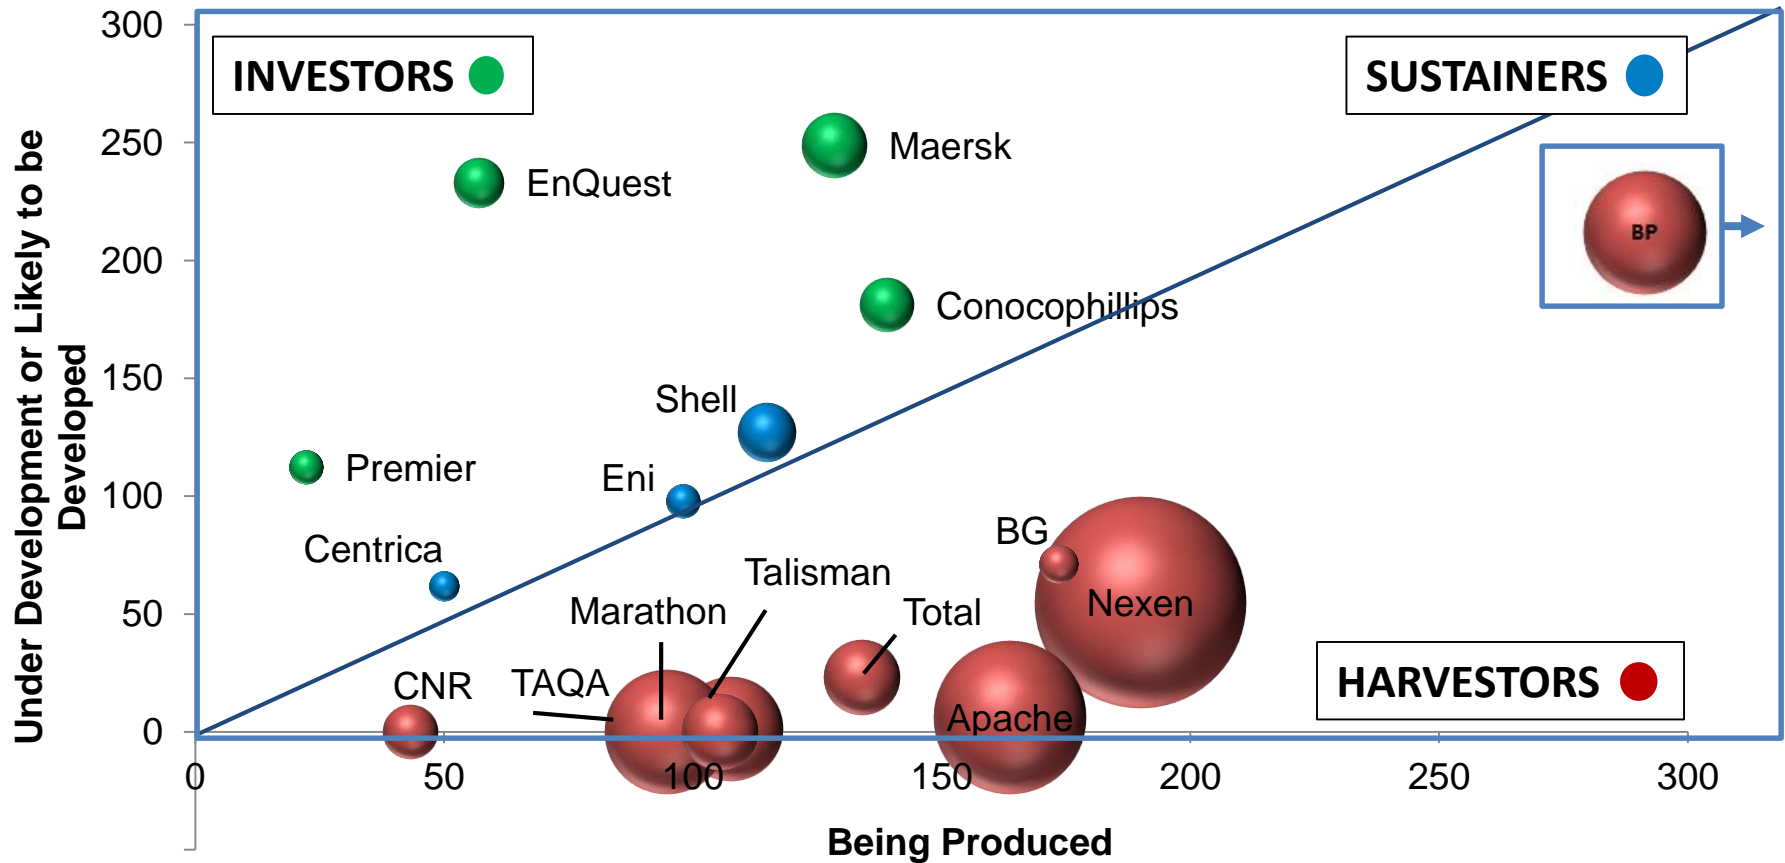 300
INVESTORS
SUSTAINERS
250
Maersk
EnQuest
BP
200
Conocophillips
150
Shell
Premier
Eni
100
BG
Centrica
Talisman
Nexen
Marathon
Total
50
TAQA
CNR
HARVESTORS
Apache
0
0
50
100
150
200
250
300
Being Produced
Under Development or Likely to be
Developed